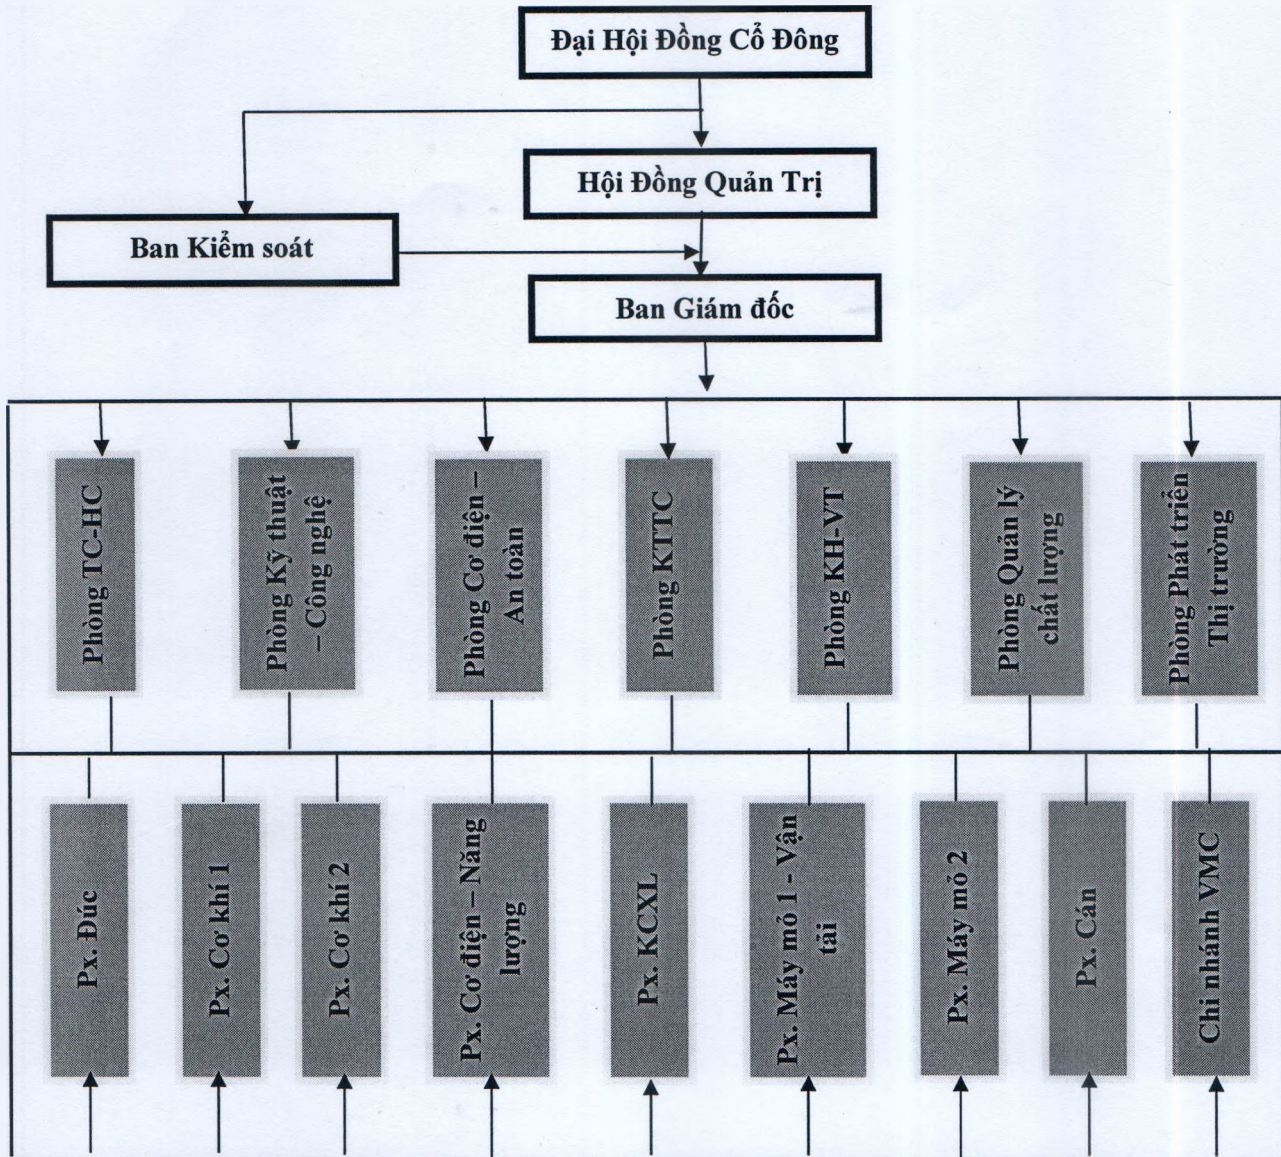 Đại Hội Đồng Cổ Đông
Hội Đồng Quản Trị
Ban Kiểm soát
Ban Giám đốc
Phòng TC-HC
Phòng Kỹ thuật
– Công nghệ
Phòng Cơ điện –
An toàn
Phòng KTTC
Phòng KH-VT
Phòng Quản lý
chất lượng
Phòng Phát triển
Thị trường
Px. Đúc
Px. Cơ khí 1
Px. Cơ khí 2
Px. Cơ điện – Năng
lượng
Px. KCXL
Px. Máy mỏ 1 - Vận
tải
Px. Máy mỏ 2
Px. Cán
Chi nhánh VMC